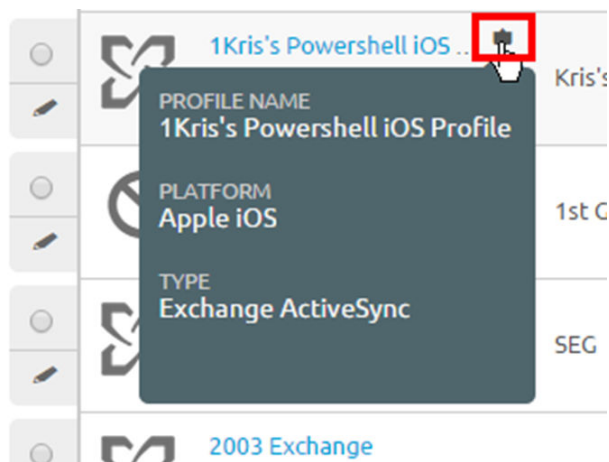 1Kris's Powershell iOS ...
Kris's
PROFILE NAME
1Kris's Powershell iOS Profile
PLATFORM
Apple iOS
1st G
TYPE
Exchange ActiveSync
SEG
2003 Exchange